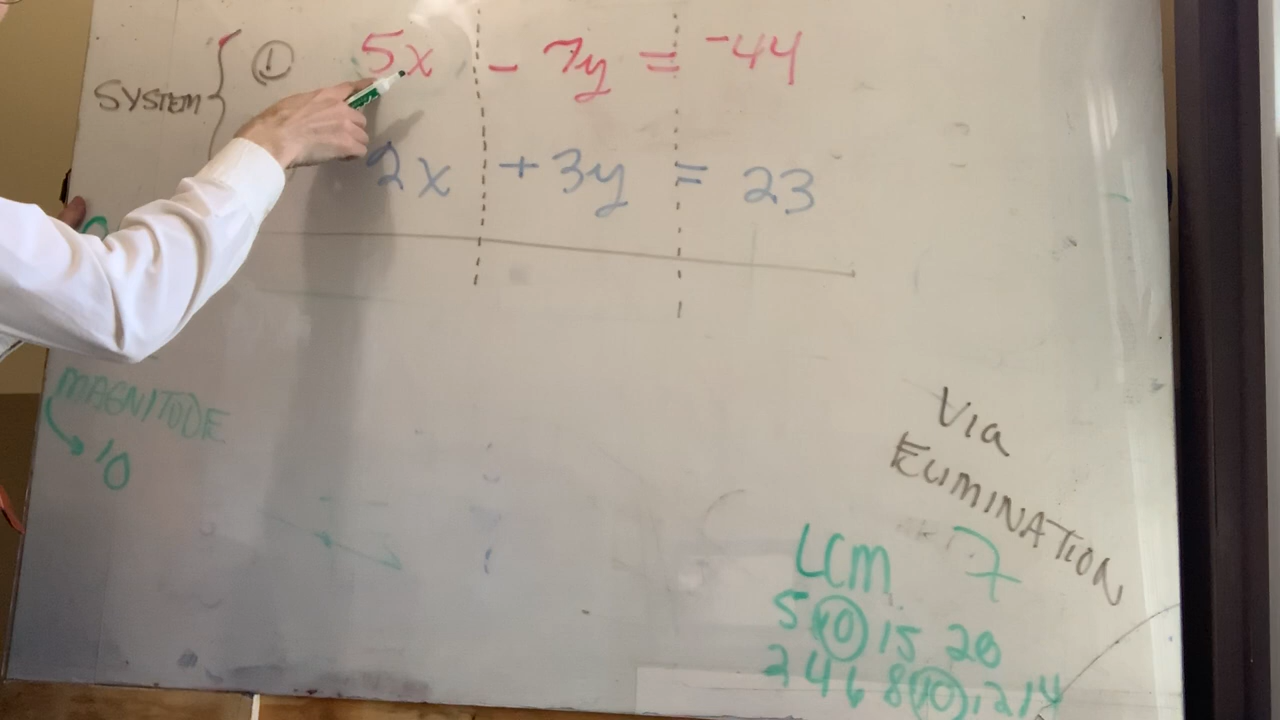 SYSTEM { ① 5x - 7y = -44
2x + 3y = 23
MAGNITUDE
10
Via
ELIMINATION
LCM 7
5 10 15 20
2 4 6 8 10 12 14